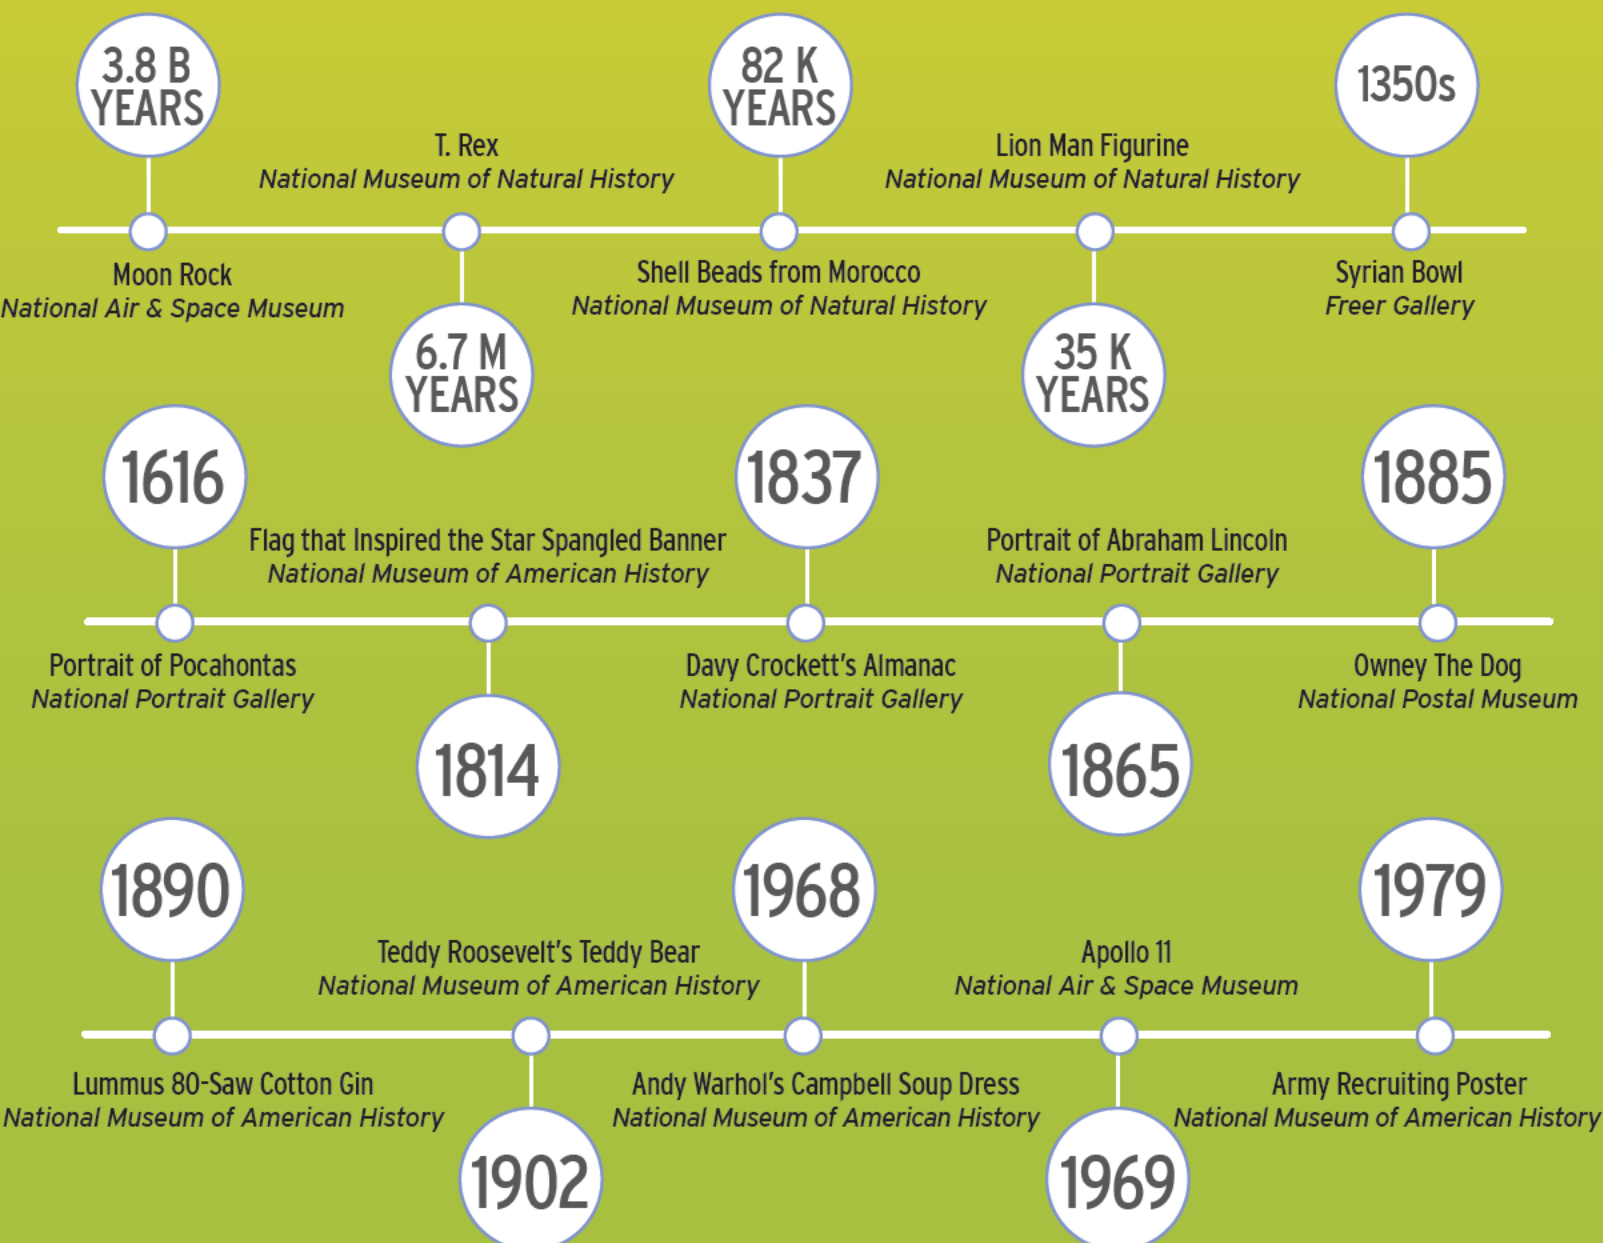 3.8 B
YEARS
Moon Rock
National Air & Space Museum
T. Rex
National Museum of Natural History
6.7 M
YEARS
82 K
YEARS
Shell Beads from Morocco
National Museum of Natural History
Lion Man Figurine
National Museum of Natural History
35 K
YEARS
1350s
Syrian Bowl
Freer Gallery
1616
Portrait of Pocahontas
National Portrait Gallery
Flag that Inspired the Star Spangled Banner
National Museum of American History
1814
1837
Davy Crockett's Almanac
National Portrait Gallery
Portrait of Abraham Lincoln
National Portrait Gallery
1865
1885
Owney The Dog
National Postal Museum
1890
Lummus 80-Saw Cotton Gin
National Museum of American History
Teddy Roosevelt's Teddy Bear
National Museum of American History
1902
1968
Andy Warhol's Campbell Soup Dress
National Museum of American History
Apollo 11
National Air & Space Museum
1969
1979
Army Recruiting Poster
National Museum of American History